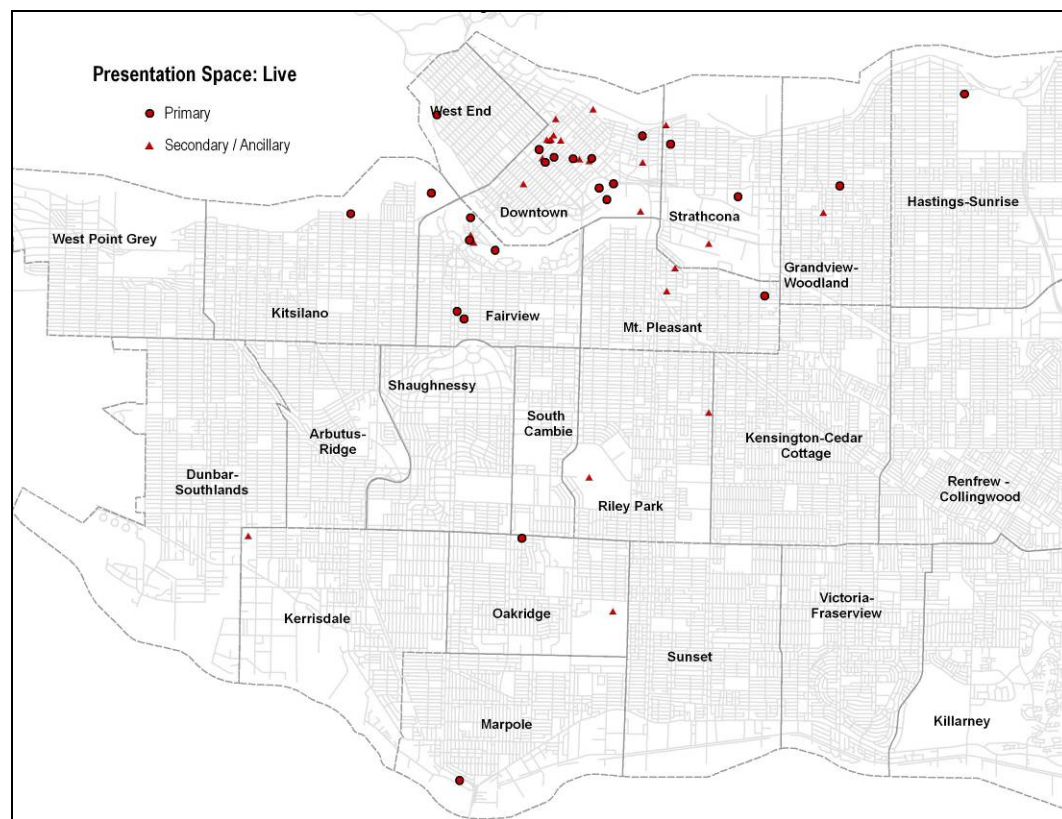 Presentation Space: Live
Primary
Secondary / Ancillary
West End
Downtown
Strathcona
Hastings-Sunrise
West Point Grey
Grandview-
Woodland
Kitsilano
Fairview
Mt. Pleasant
Shaughnessy
South
Cambie
Arbutus-
Ridge
Kensington-Cedar
Cottage
Dunbar-
Southlands
Renfrew -
Collingwood
Riley Park
Kerrisdale
Oakridge
Victoria-
Fraserview
Sunset
Marpole
Killarney